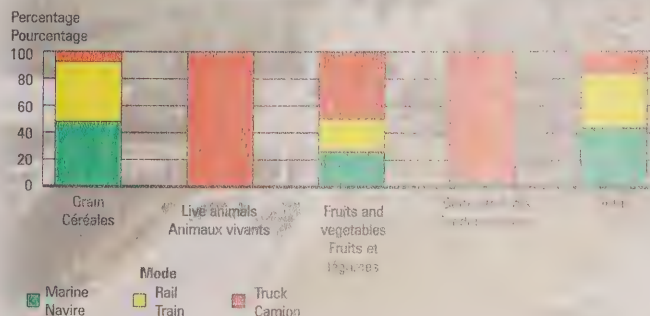 Percentage
Pourcentage
100
80
60
40
20
0
Grain
Céréales
Live animals
Animaux vivants
Fruits and
vegetables
Fruits et
légumes
Mode
Marine
Navire
Rail
Train
Truck
Camion